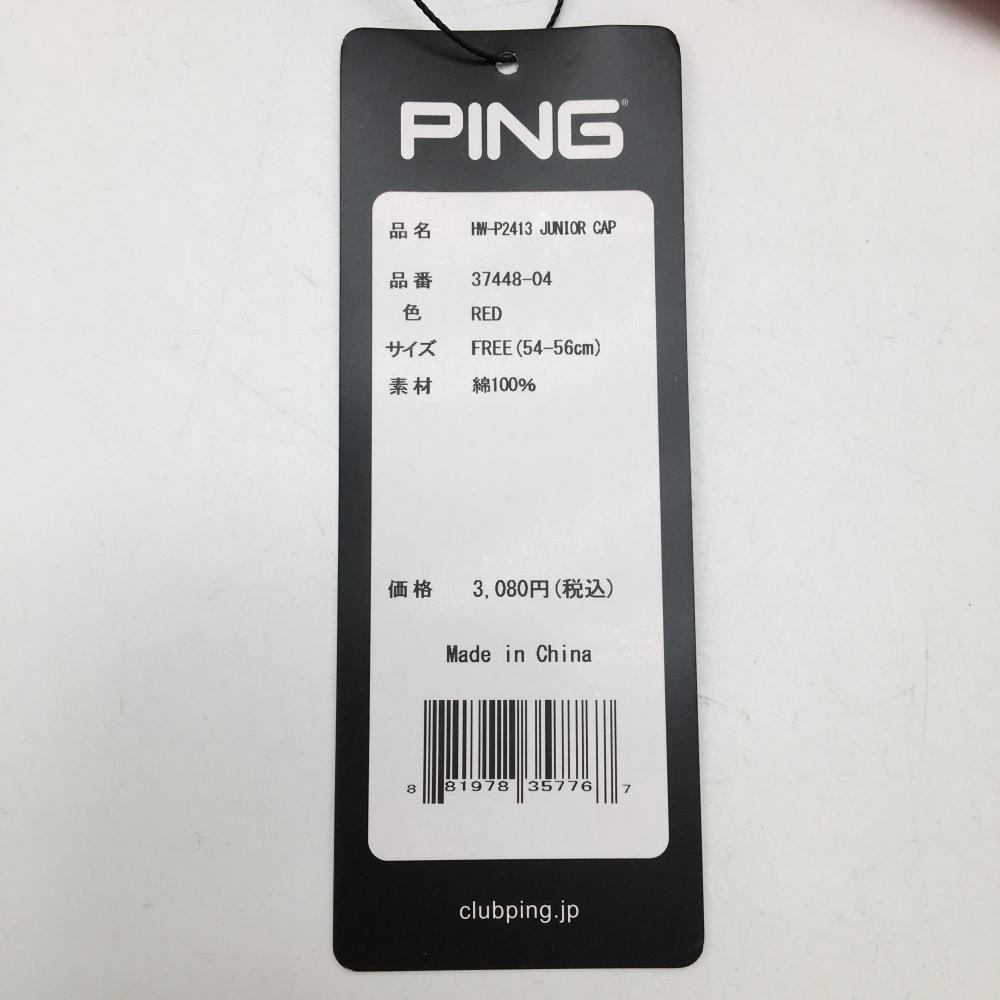 PING®
品名 HW-P2413 JUNIOR CAP
品番 37448-04
色 RED
サイズ FREE(54-56cm)
素材 綿100%
価格 3,080円(税込)
Made in China
8 81978 35776 7
clubping.jp